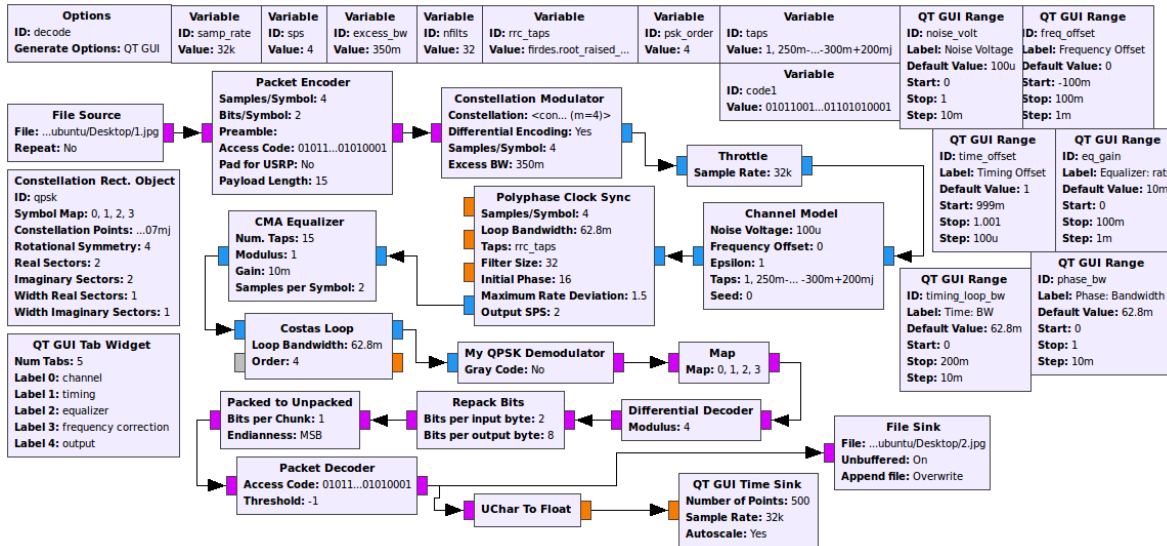 Options
ID: decode
Generate Options: QT GUI
Variable
ID: samp_rate
Value: 32k
Variable
ID: sps
Value: 4
Variable
ID: excess_bw
Value: 350m
Variable
ID: nfilts
Value: 32
Variable
ID: rrc_taps
Value: firdes.root_raised_...
Variable
ID: psk_order
Value: 4
Variable
ID: taps
Value: 1, 250m-...-300m+200mj
Variable
ID: code1
Value: 01011001...01101010001
QT GUI Range
ID: noise_volt
Label: Noise Voltage
Default Value: 100u
Start: 0
Stop: 1
Step: 10m
QT GUI Range
ID: freq_offset
Label: Frequency Offset
Default Value: 0
Start: -100m
Stop: 100m
Step: 1m
File Source
File: ...ubuntu/Desktop/1.jpg
Repeat: No
Packet Encoder
Samples/Symbol: 4
Bits/Symbol: 2
Preamble:
Access Code: 01011...01010001
Pad for USRP: No
Payload Length: 15
Constellation Modulator
Constellation: <con... (m=4)>
Differential Encoding: Yes
Samples/Symbol: 4
Excess BW: 350m
Throttle
Sample Rate: 32k
QT GUI Range
ID: time_offset
Label: Timing Offset
Default Value: 1
Start: 999m
Stop: 1.001
Step: 100u
QT GUI Range
ID: eq_gain
Label: Equalizer: rat
Default Value: 10m
Start: 0
Stop: 100m
Step: 1m
Constellation Rect. Object
ID: qpsk
Symbol Map: 0, 1, 2, 3
Constellation Points: ...07mj
Rotational Symmetry: 4
Real Sectors: 2
Imaginary Sectors: 2
Width Real Sectors: 1
Width Imaginary Sectors: 1
CMA Equalizer
Num. Taps: 15
Modulus: 1
Gain: 10m
Samples per Symbol: 2
Polyphase Clock Sync
Samples/Symbol: 4
Loop Bandwidth: 62.8m
Taps: rrc_taps
Filter Size: 32
Initial Phase: 16
Maximum Rate Deviation: 1.5
Output SPS: 2
Channel Model
Noise Voltage: 100u
Frequency Offset: 0
Epsilon: 1
Taps: 1, 250m-... -300m+200mj
Seed: 0
QT GUI Range
ID: timing_loop_bw
Label: Time: BW
Default Value: 62.8m
Start: 0
Stop: 200m
Step: 10m
QT GUI Range
ID: phase_bw
Label: Phase: Bandwidth
Default Value: 62.8m
Start: 0
Stop: 1
Step: 10m
QT GUI Tab Widget
Num Tabs: 5
Label 0: channel
Label 1: timing
Label 2: equalizer
Label 3: frequency correction
Label 4: output
Costas Loop
Loop Bandwidth: 62.8m
Order: 4
My QPSK Demodulator
Gray Code: No
Map
Map: 0, 1, 2, 3
Packed to Unpacked
Bits per Chunk: 1
Endianness: MSB
Repack Bits
Bits per input byte: 2
Bits per output byte: 8
Differential Decoder
Modulus: 4
File Sink
File: ...ubuntu/Desktop/2.jpg
Unbuffered: On
Append file: Overwrite
Packet Decoder
Access Code: 01011...01010001
Threshold: -1
UChar To Float
QT GUI Time Sink
Number of Points: 500
Sample Rate: 32k
Autoscale: Yes